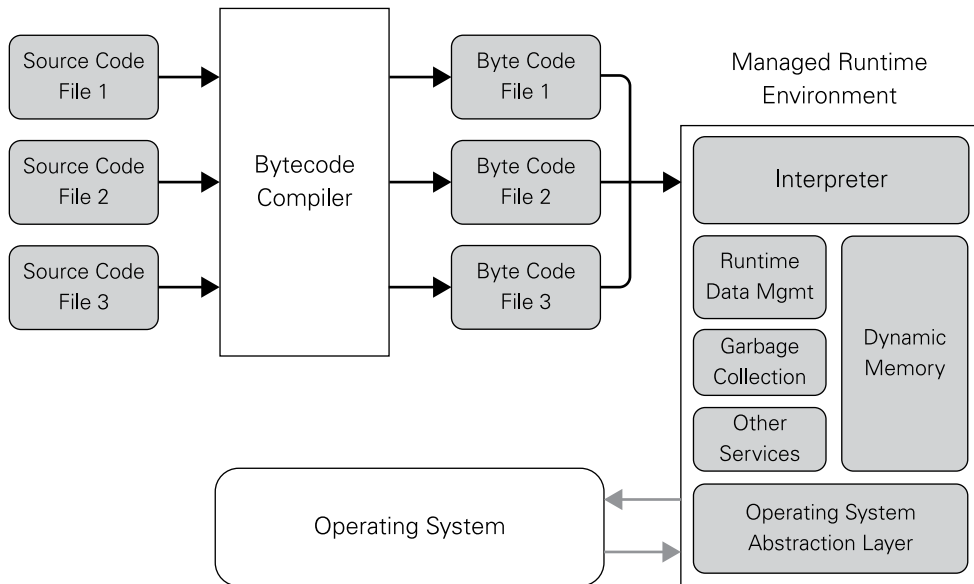 Source Code
File 1
Source Code
File 2
Source Code
File 3
Bytecode
Compiler
Byte Code
File 1
Byte Code
File 2
Byte Code
File 3
Managed Runtime
Environment
Interpreter
Runtime
Data Mgmt
Garbage
Collection
Other
Services
Dynamic
Memory
Operating System
Abstraction Layer
Operating System